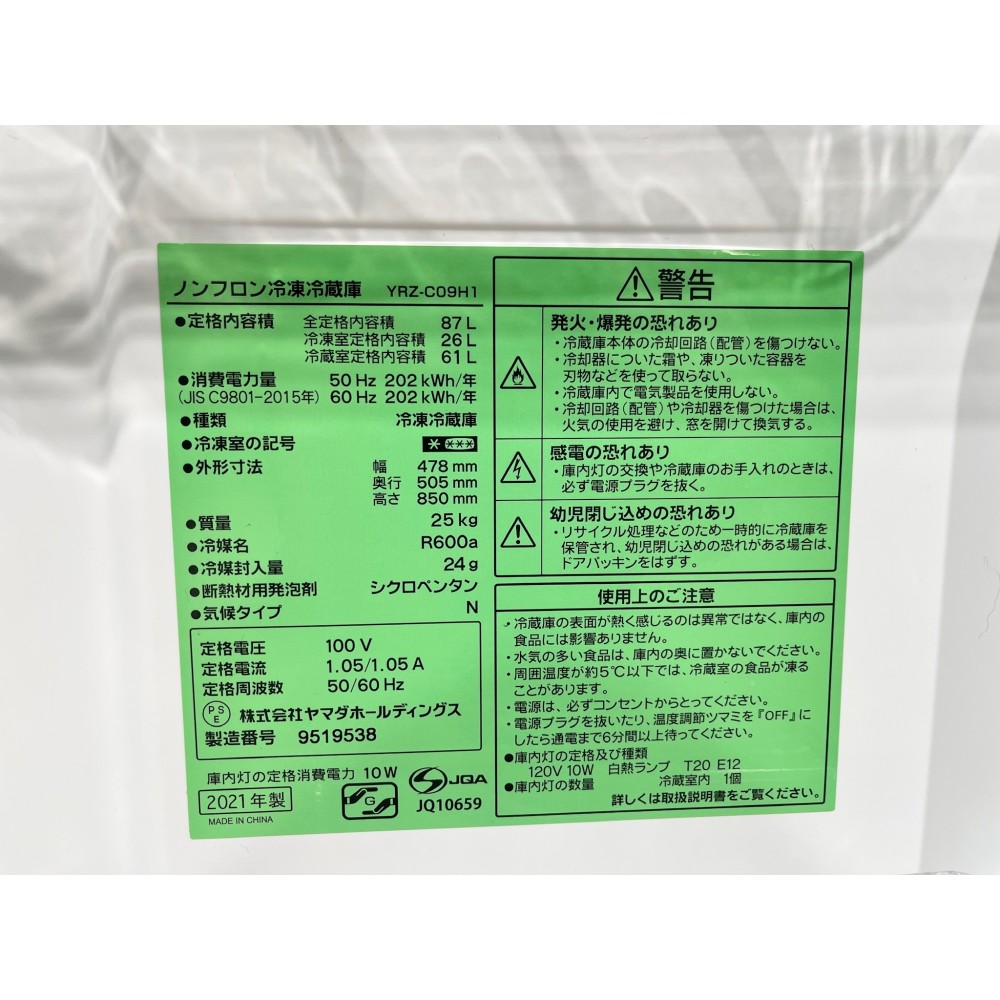 ノンフロン冷凍冷蔵庫 YRZ-C09H1
●定格内容積 全定格内容積 87 L
冷凍室定格内容積 26 L
冷蔵室定格内容積 61 L
●消費電力量 50 Hz 202 kWh/年
(JIS C9801-2015年) 60 Hz 202 kWh/年
●種類 冷凍冷蔵庫
●冷凍室の記号
●外形寸法 幅 478 mm
奥行 505 mm
高さ 850 mm
●質量 25 kg
●冷媒名 R600a
●冷媒封入量 24 g
●断熱材用発泡剤 シクロペンタン
●気候タイプ N
定格電圧 100 V
定格電流 1.05/1.05 A
定格周波数 50/60 Hz
PSE 株式会社ヤマダホールディングス
製造番号 9519538
庫内灯の定格消費電力 10 W
2021年製
MADE IN CHINA
G
JQA
JQ10659
警告
発火・爆発の恐れあり
・冷蔵庫本体の冷却回路(配管)を傷つけない。
・冷却器についた霜や、凍りついた容器を
刃物などを使って取らない。
・冷蔵庫内で電気製品を使用しない。
・冷却回路(配管)や冷却器を傷つけた場合は、
火気の使用を避け、窓を開けて換気する。
感電の恐れあり
・庫内灯の交換や冷蔵庫のお手入れのときは、
必ず電源プラグを抜く。
幼児閉じ込めの恐れあり
・リサイクル処理などのため一時的に冷蔵庫を
保管され、幼児閉じ込めの恐れがある場合は、
ドアパッキンをはずす。
使用上のご注意
・冷蔵庫の表面が熱く感じるのは異常ではなく、庫内の
食品には影響ありません。
・水気の多い食品は、庫内の奥に置かないでください。
・周囲温度が約5℃以下では、冷蔵室の食品が凍る
ことがあります。
・電源は、必ずコンセントからとってください。
・電源プラグを抜いたり、温度調節ツマミを『OFF』に
したら通電まで6分間以上待ってください。
●庫内灯の定格及び種類
120V 10W 白熱ランプ T20 E12
●庫内灯の数量 冷蔵室内 1個
詳しくは取扱説明書をご覧ください。